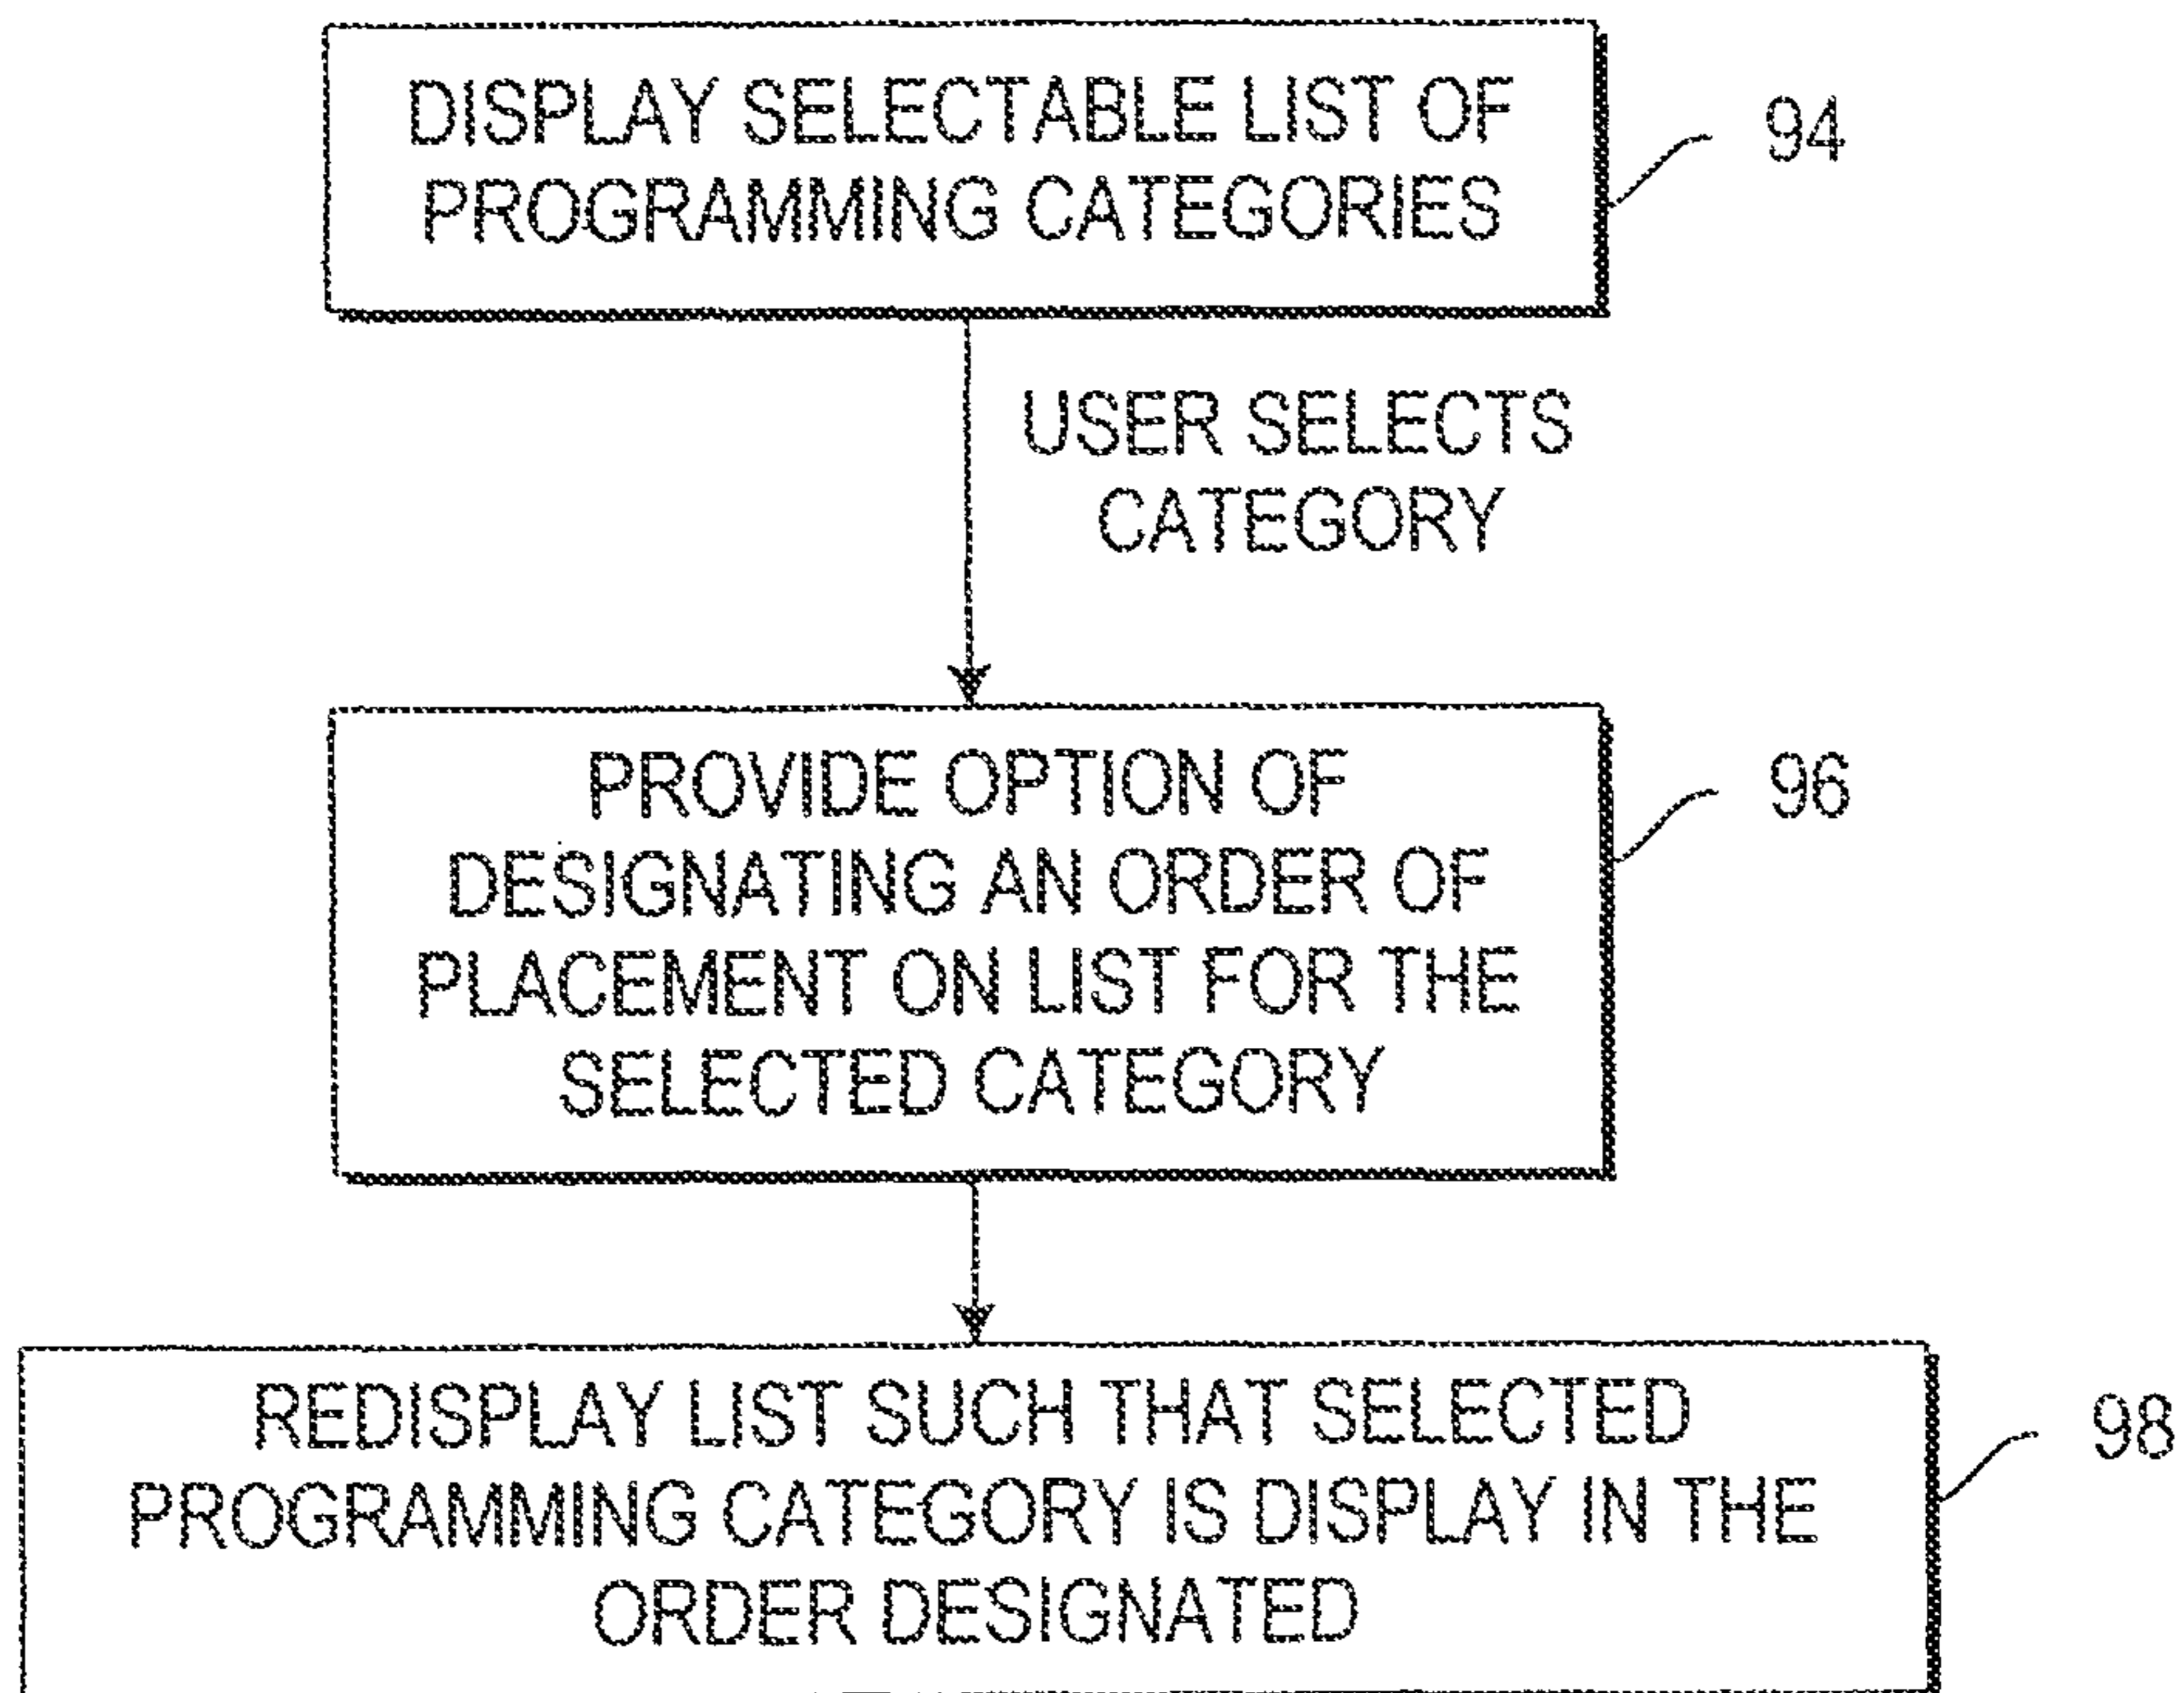 DISPLAY SELECTABLE LIST OF
PROGRAMMING CATEGORIES
94
USER SELECTS
CATEGORY
PROVIDE OPTION OF
DESIGNATING AN ORDER OF
PLACEMENT ON LIST FOR THE
SELECTED CATEGORY
96
REDISPLAY LIST SUCH THAT SELECTED
PROGRAMMING CATEGORY IS DISPLAY IN THE
ORDER DESIGNATED
98